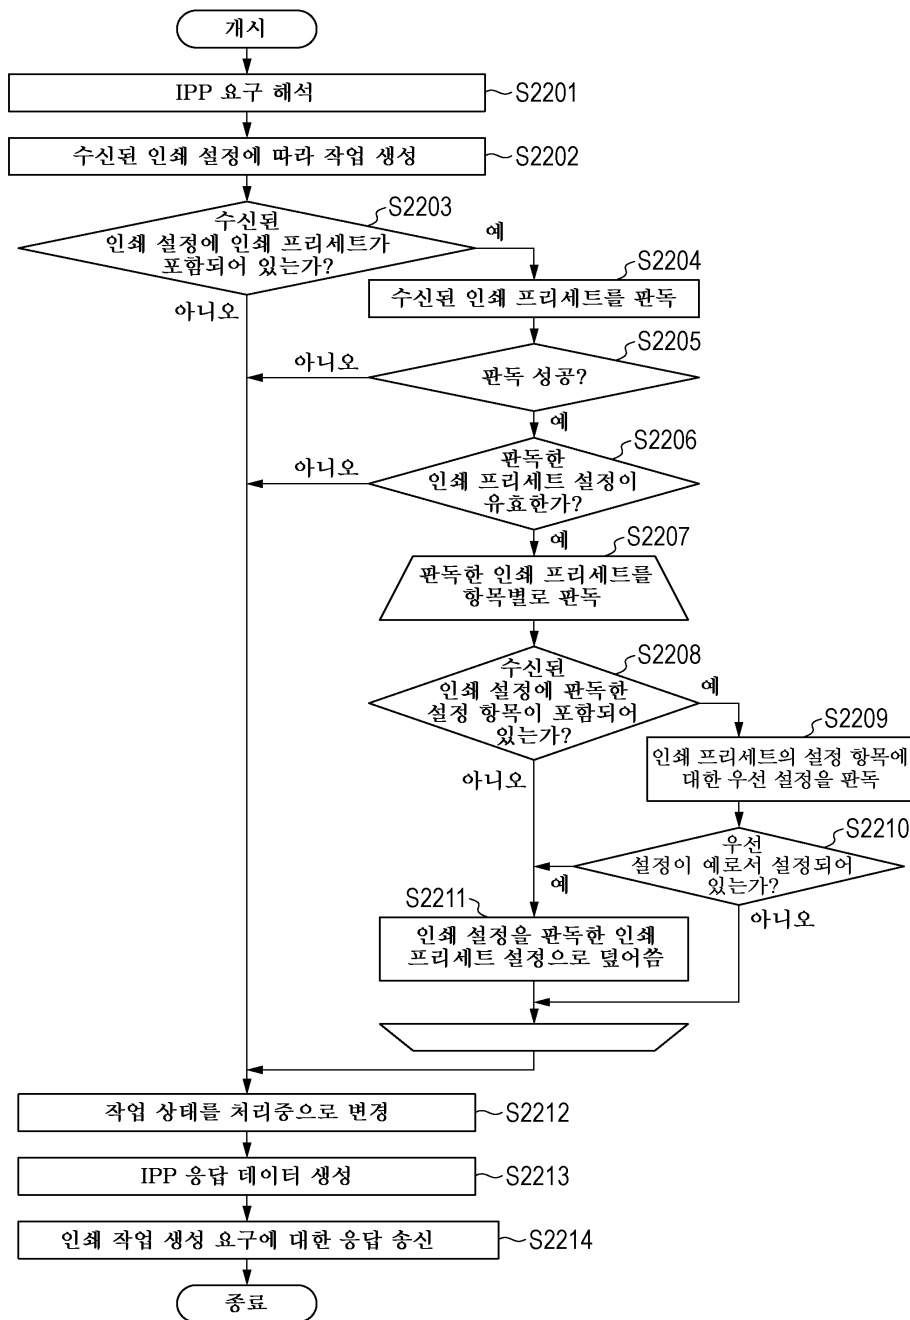 개시
IPP 요구 해석
S2201
수신된 인쇄 설정에 따라 작업 생성
S2202
S2203
수신된
인쇄 설정에 인쇄 프리세트가
포함되어 있는가?
예
아니오
S2204
수신된 인쇄 프리세트를 판독
S2205
판독 성공?
아니오
예
S2206
판독한
인쇄 프리세트 설정이
유효한가?
아니오
예
S2207
판독한 인쇄 프리세트를
항목별로 판독
S2208
수신된
인쇄 설정에 판독한
설정 항목이 포함되어
있는가?
예
아니오
S2209
인쇄 프리세트의 설정 항목에
대한 우선 설정을 판독
S2210
우선
설정이 예로서 설정되어
있는가?
예
아니오
S2211
인쇄 설정을 판독한 인쇄
프리세트 설정으로 덮어씀
작업 상태를 처리중으로 변경
S2212
IPP 응답 데이터 생성
S2213
인쇄 작업 생성 요구에 대한 응답 송신
S2214
종료